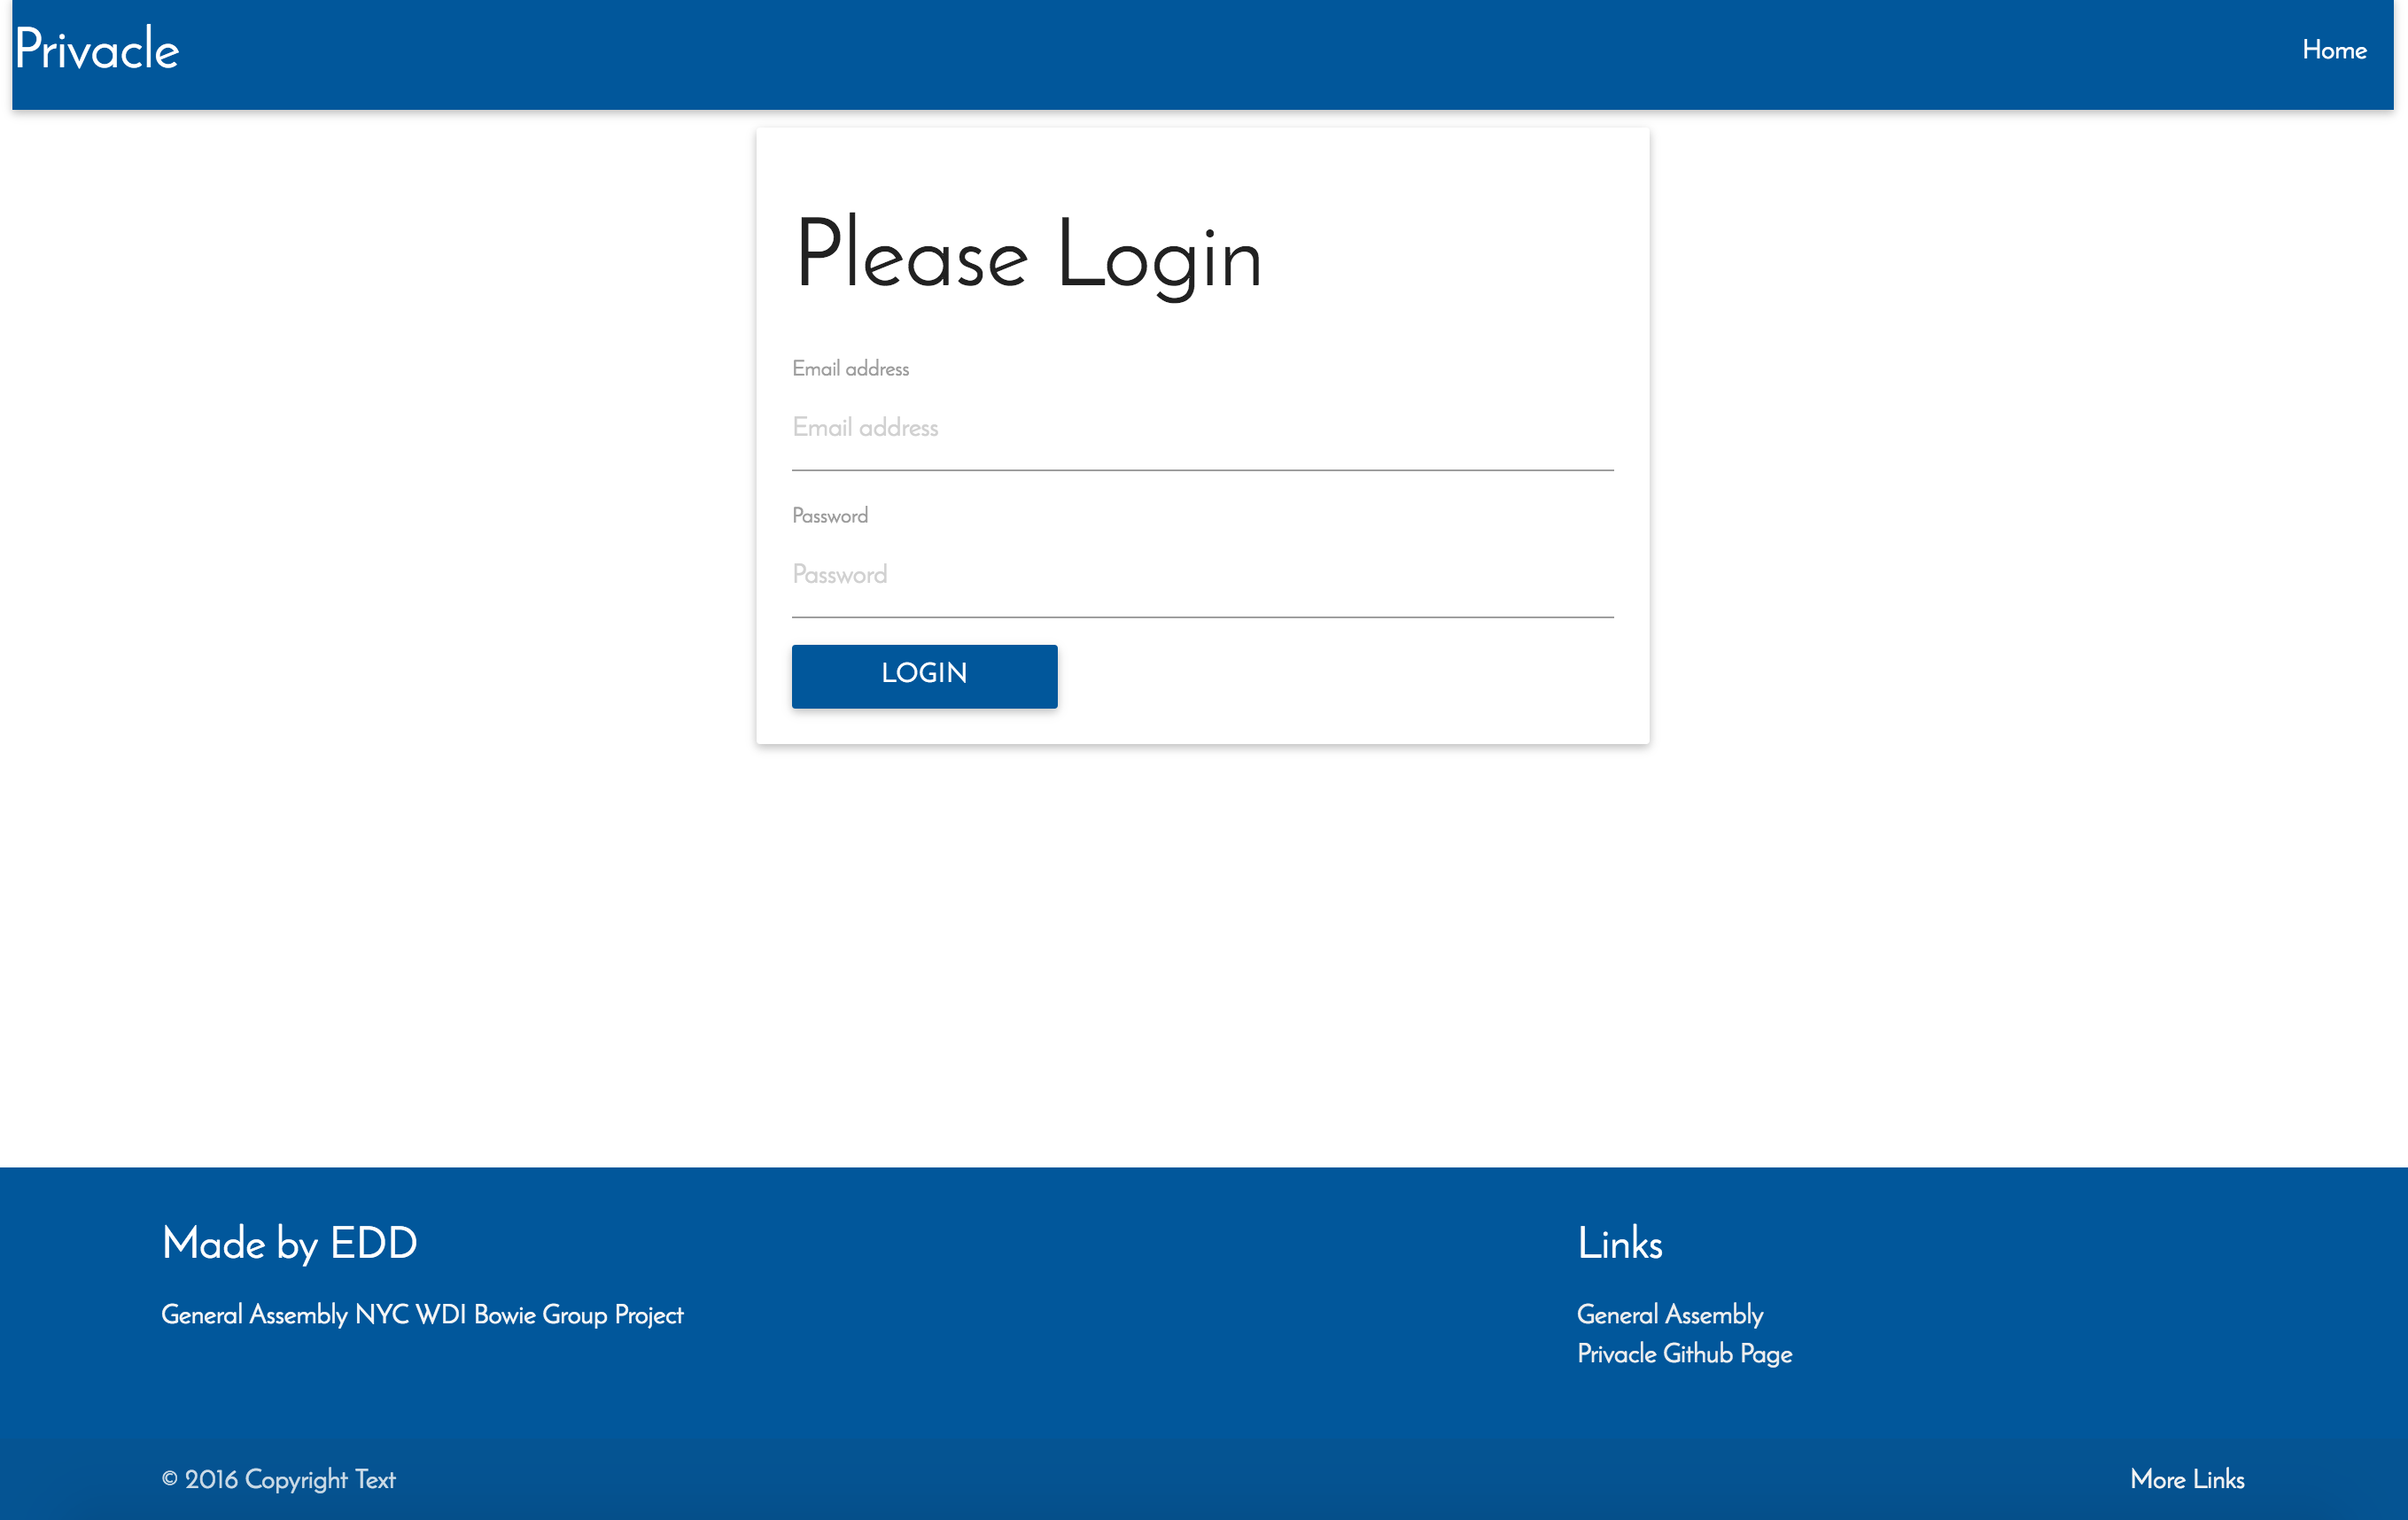 Privacle
Home
Please Login
Email address
Email address
Password
Password
LOGIN
Made by EDD
General Assembly NYC WDI Bowie Group Project
Links
General Assembly
Privacle Github Page
© 2016 Copyright Text
More Links